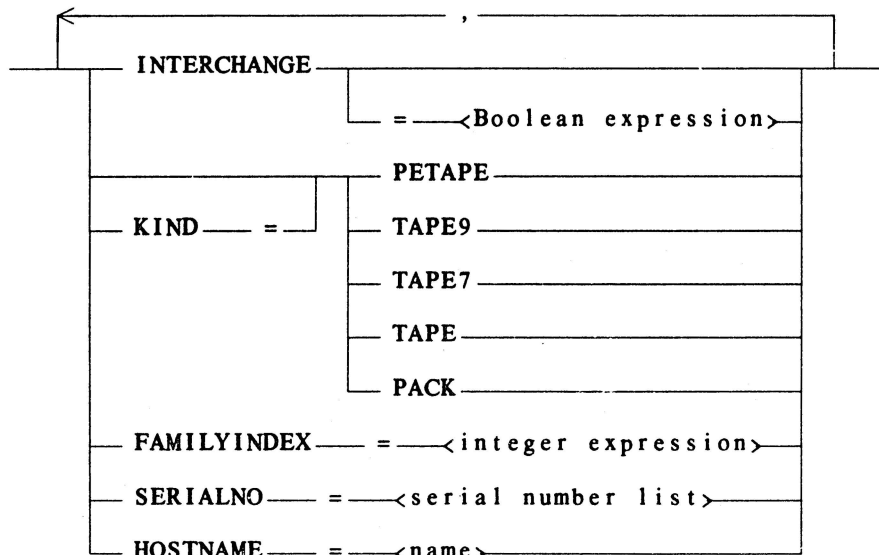 ,
INTERCHANGE
= <Boolean expression>
PETAPE
KIND = TAPE9
TAPE7
TAPE
PACK
FAMILYINDEX = <integer expression>
SERIALNO = <serial number list>
HOSTNAME = <name>